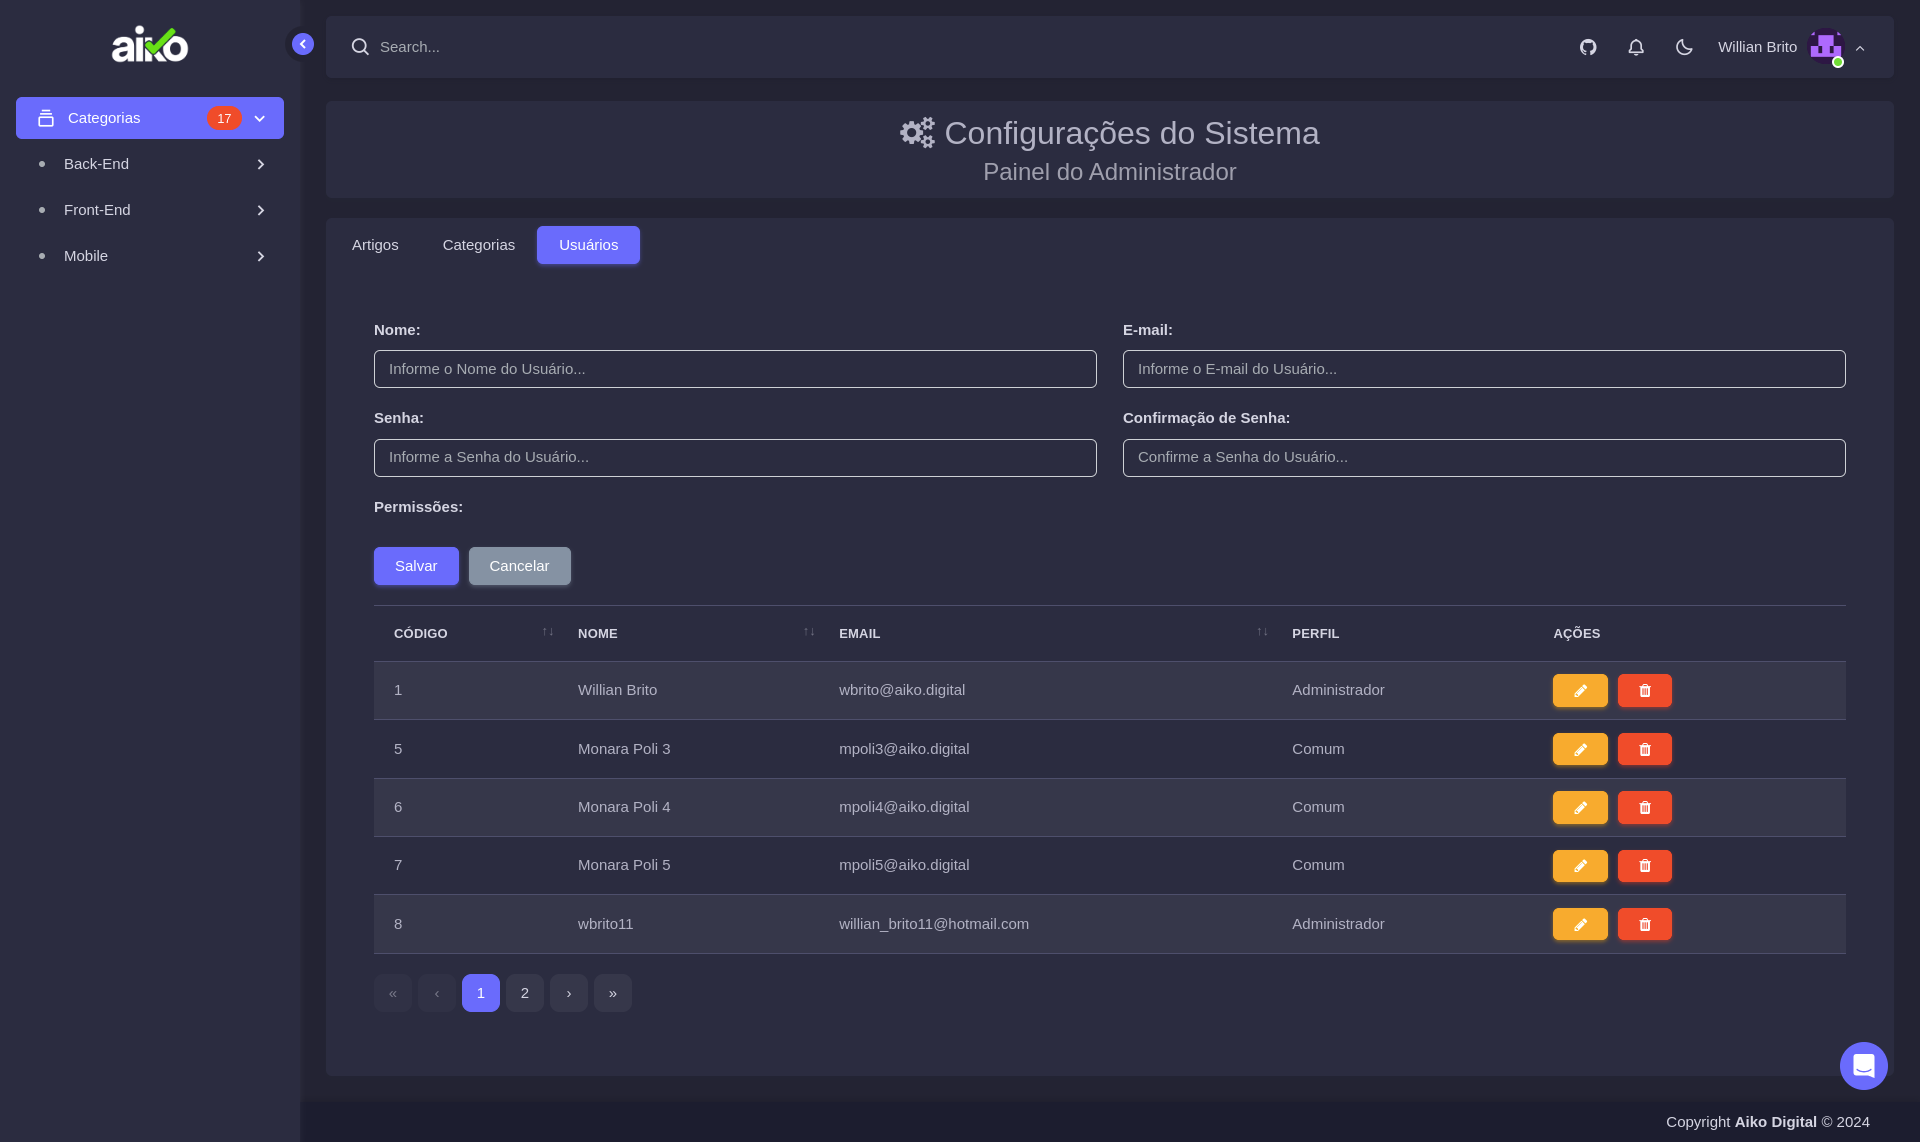 aiko
Search...
Willian Brito
Categorias 17
Back-End
Front-End
Mobile
Configurações do Sistema
Painel do Administrador
Artigos Categorias Usuários
Nome: E-mail:
Informe o Nome do Usuário... Informe o E-mail do Usuário...
Senha: Confirmação de Senha:
Informe a Senha do Usuário... Confirme a Senha do Usuário...
Permissões:
Salvar Cancelar
CÓDIGO ↑↓ NOME ↑↓ EMAIL ↑↓ PERFIL AÇÕES
1 Willian Brito wbrito@aiko.digital Administrador
5 Monara Poli 3 mpoli3@aiko.digital Comum
6 Monara Poli 4 mpoli4@aiko.digital Comum
7 Monara Poli 5 mpoli5@aiko.digital Comum
8 wbrito11 willian_brito11@hotmail.com Administrador
« ‹ 1 2 › »
Copyright Aiko Digital © 2024